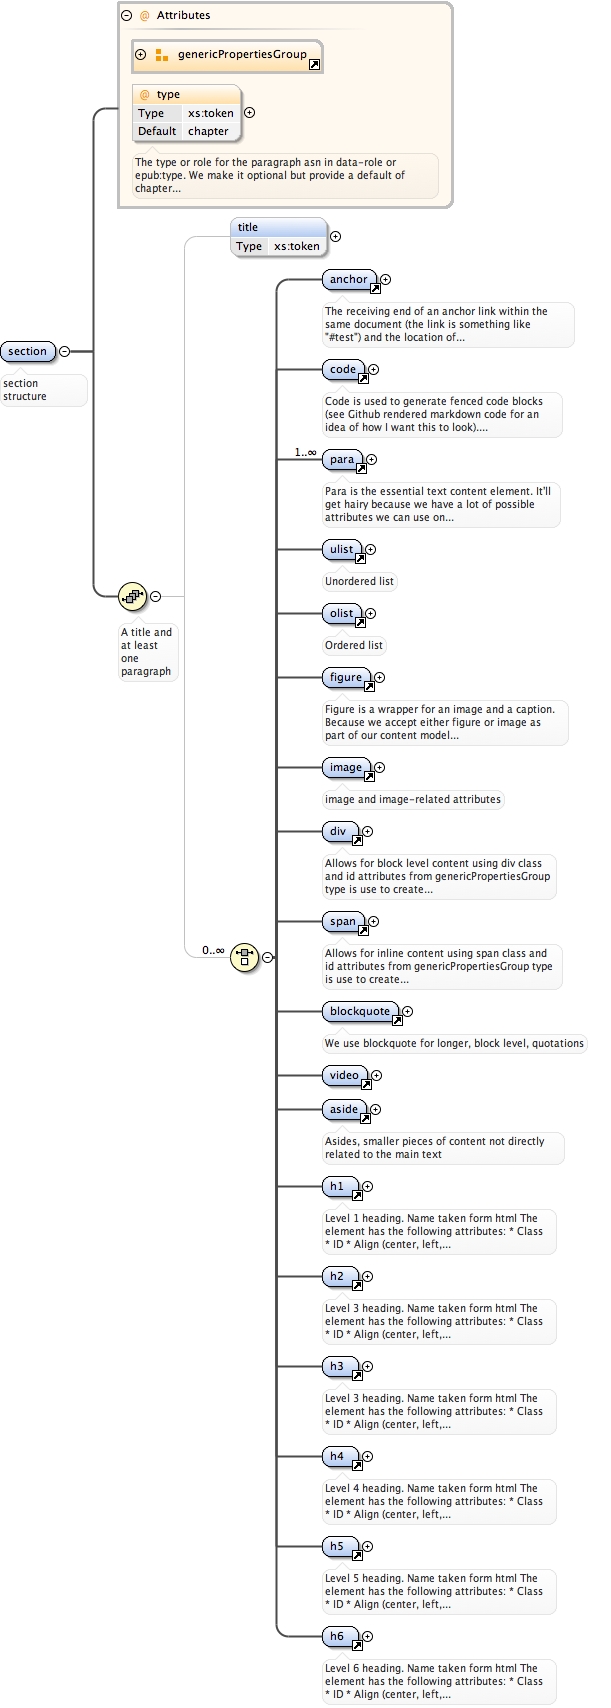 @ Attributes
genericPropertiesGroup
@ type
Type xs:token
Default chapter
The type or role for the paragraph asn in data-role or
epub:type. We make it optional but provide a default of
chapter...
title
Type xs:token
section
section
structure
A title and
at least
one
paragraph
0..∞
anchor
The receiving end of an anchor link within the
same document (the link is something like
"#test") and the location of...
code
Code is used to generate fenced code blocks
(see Github rendered markdown code for an
idea of how I want this to look)....
1..∞
para
Para is the essential text content element. It'll
get hairy because we have a lot of possible
attributes we can use on...
ulist
Unordered list
olist
Ordered list
figure
Figure is a wrapper for an image and a caption.
Because we accept either figure or image as
part of our content model...
image
image and image-related attributes
div
Allows for block level content using div class
and id attributes from genericPropertiesGroup
type is use to create...
span
Allows for inline content using span class and
id attributes from genericPropertiesGroup type
is use to create...
blockquote
We use blockquote for longer, block level, quotations
video
aside
Asides, smaller pieces of content not directly
related to the main text
h1
Level 1 heading. Name taken form html The
element has the following attributes: * Class
* ID * Align (center, left,...
h2
Level 3 heading. Name taken form html The
element has the following attributes: * Class
* ID * Align (center, left,...
h3
Level 3 heading. Name taken form html The
element has the following attributes: * Class
* ID * Align (center, left,...
h4
Level 4 heading. Name taken form html The
element has the following attributes: * Class
* ID * Align (center, left,...
h5
Level 5 heading. Name taken form html The
element has the following attributes: * Class
* ID * Align (center, left,...
h6
Level 6 heading. Name taken form html The
element has the following attributes: * Class
* ID * Align (center, left,...